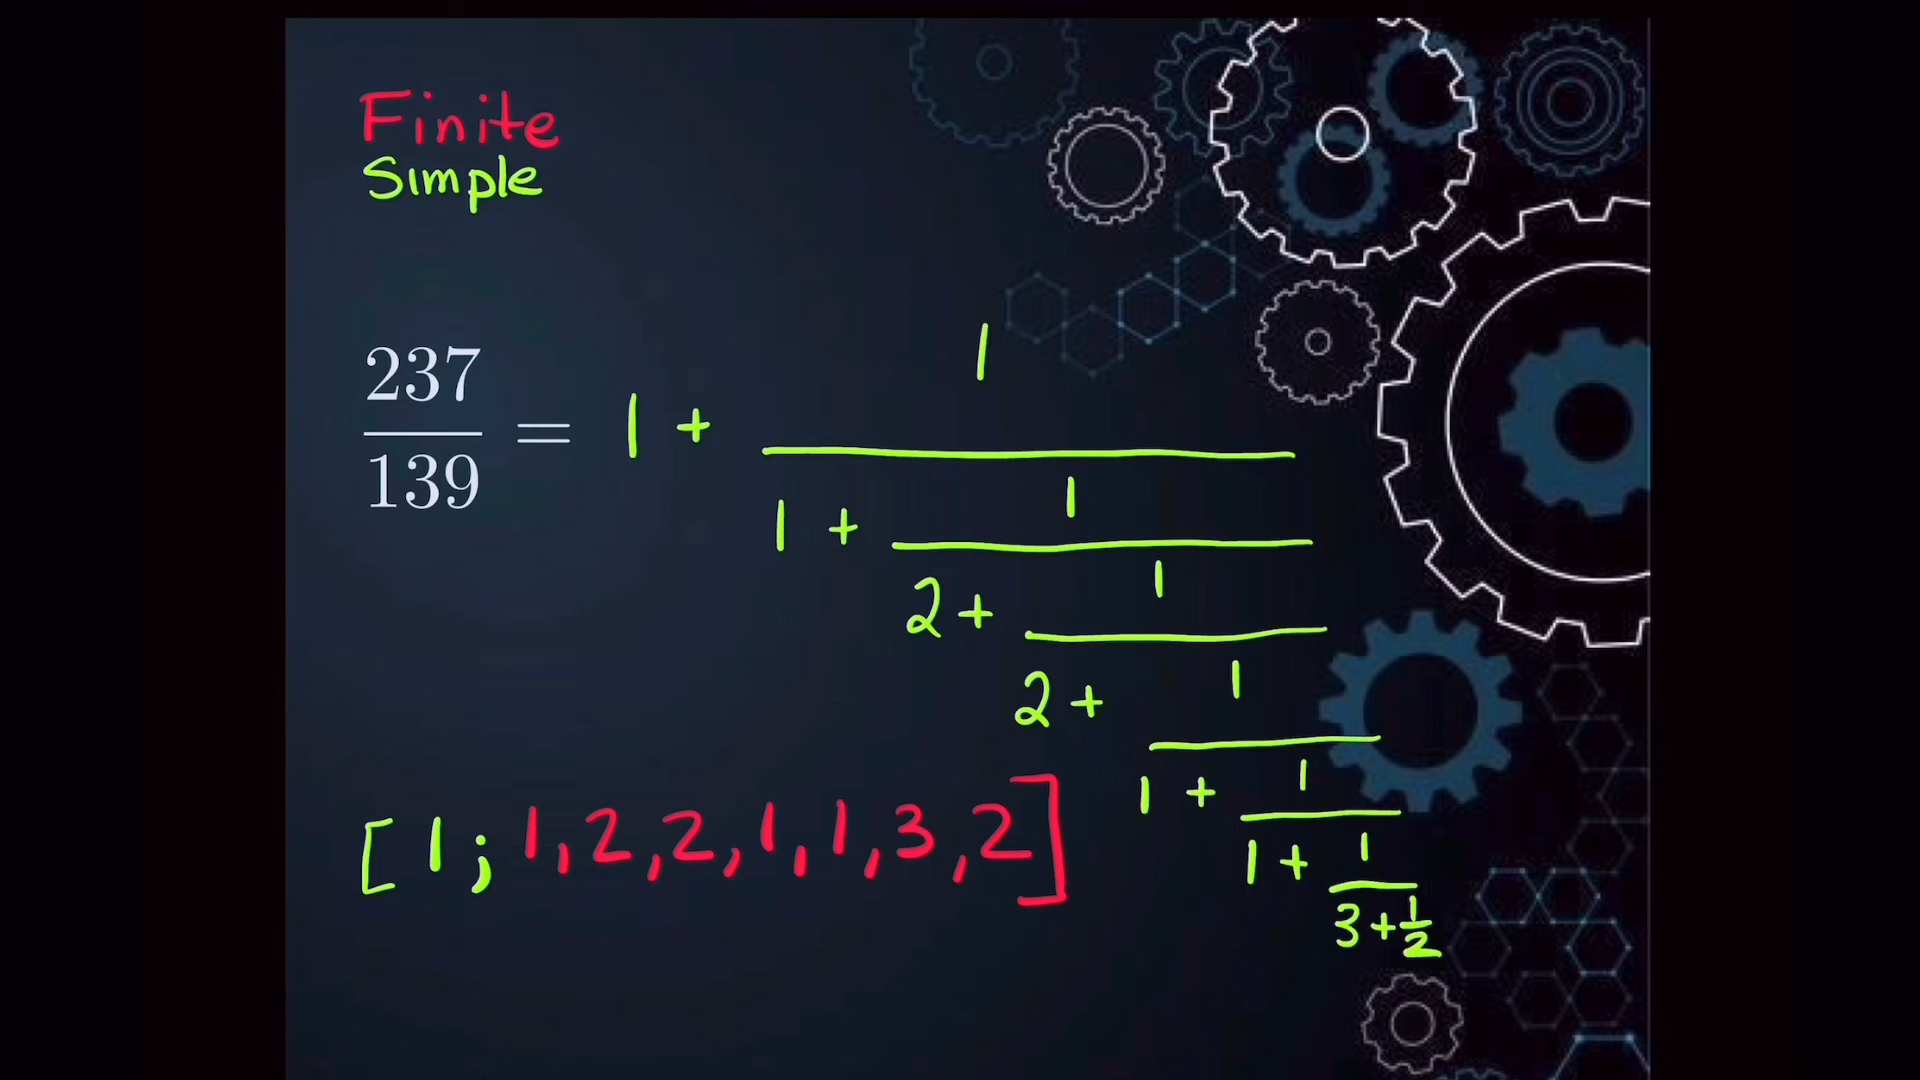 Finite
Simple
237/139 = 1 + 1/(1 + 1/(2 + 1/(2 + 1/(1 + 1/(1 + 1/(3 + 1/2))))))
[1; 1, 2, 2, 1, 1, 3, 2]